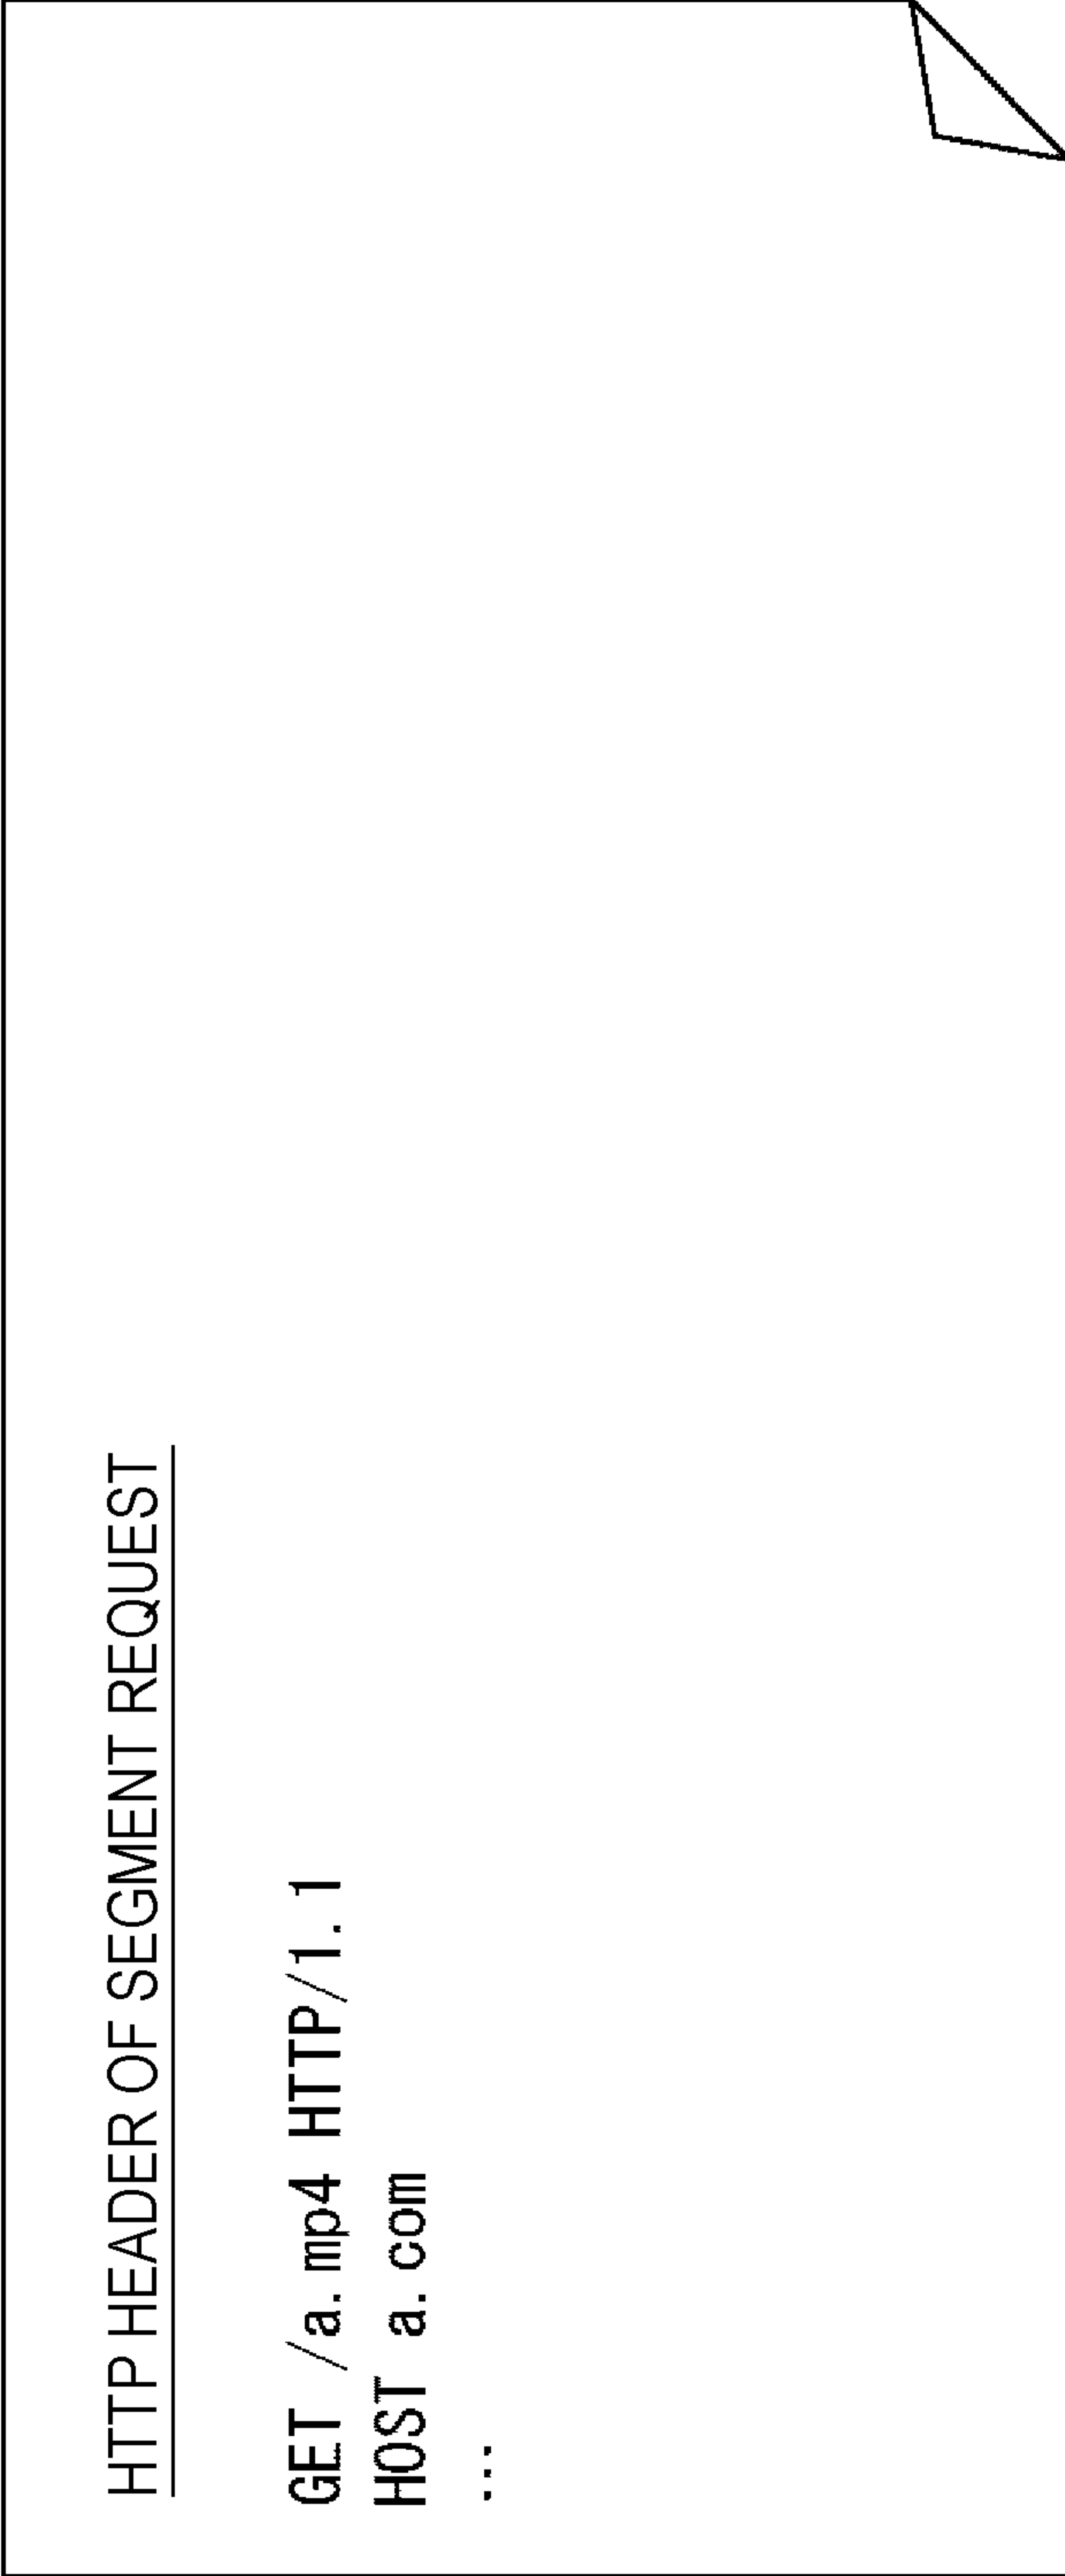 HTTP HEADER OF SEGMENT REQUEST
GET /a.mp4 HTTP/1.1
HOST a.com
...